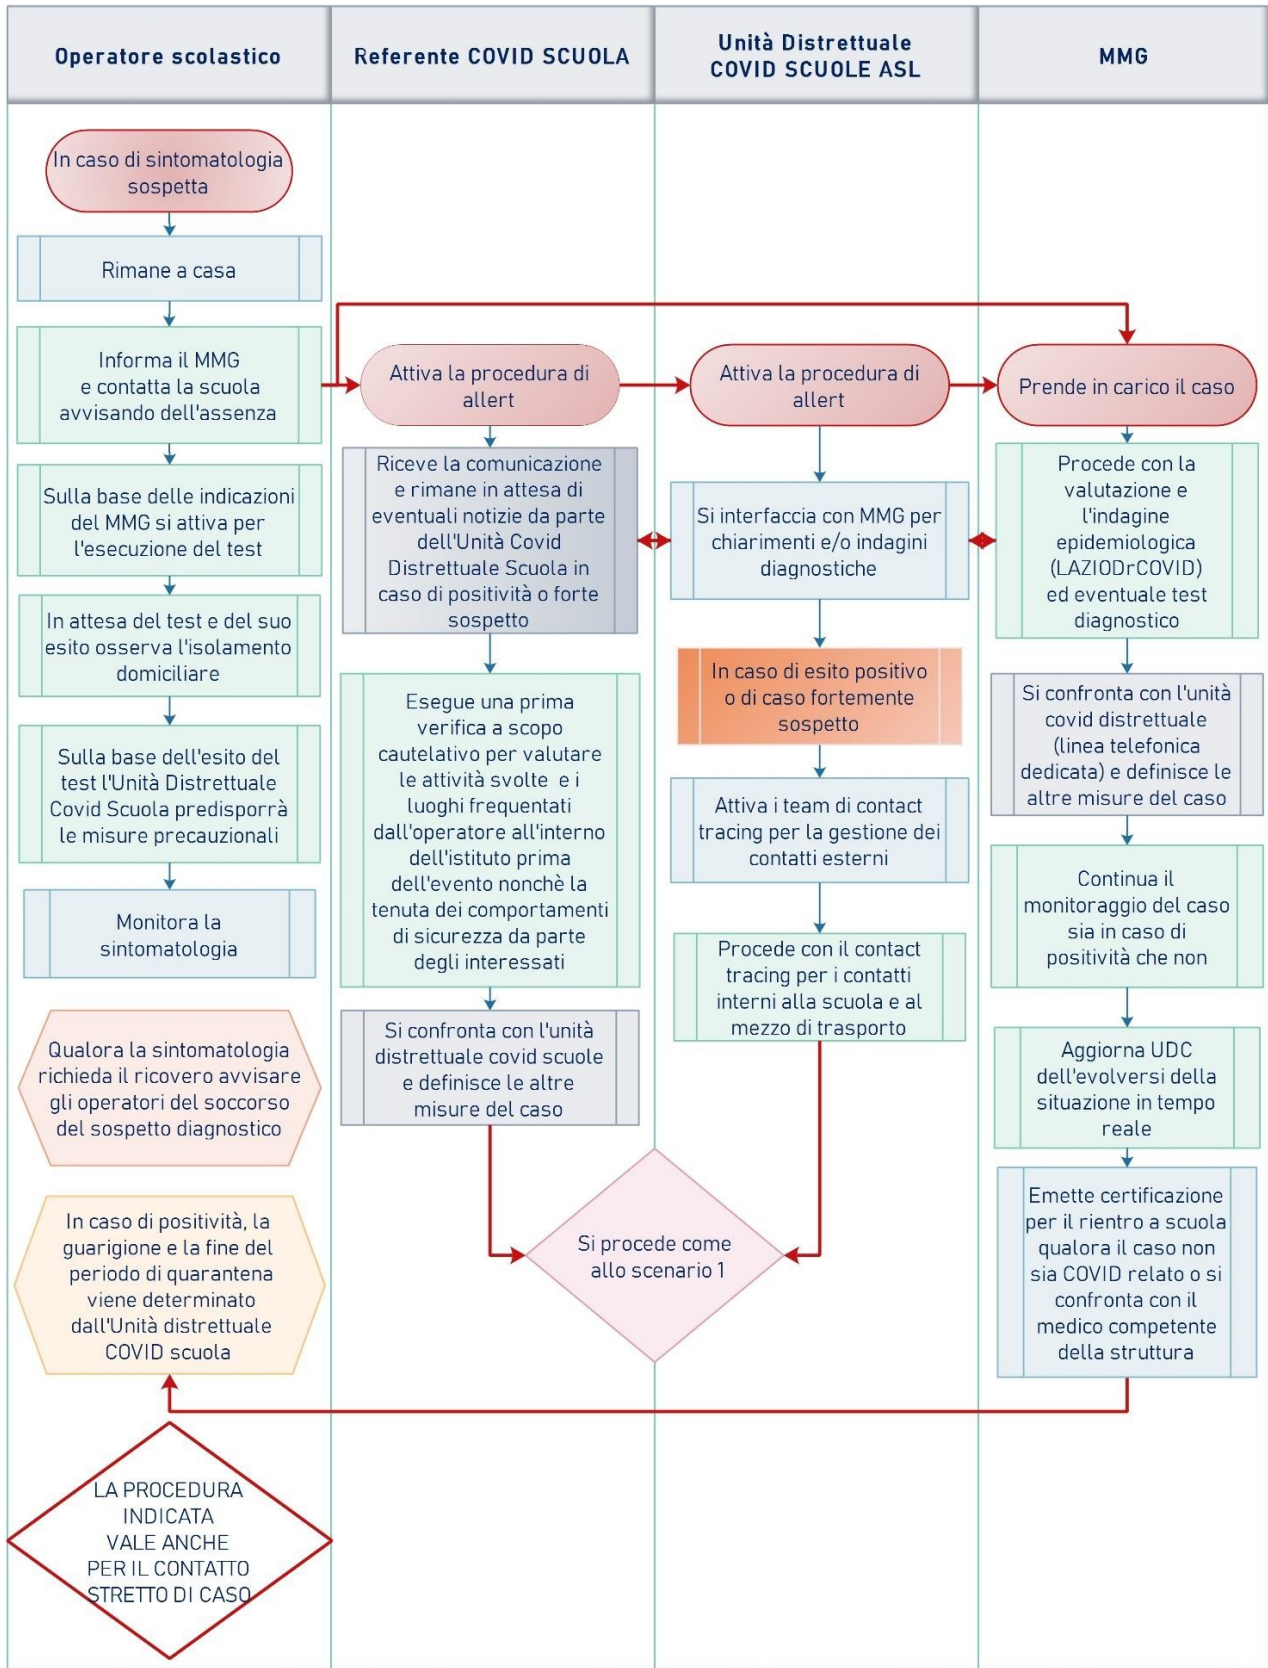 Operatore scolastico
Referente COVID SCUOLA
Unità Distrettuale
COVID SCUOLE ASL
MMG
In caso di sintomatologia
sospetta
Rimane a casa
Informa il MMG
e contatta la scuola
avvisando dell'assenza
Sulla base delle indicazioni
del MMG si attiva per
l'esecuzione del test
In attesa del test e del suo
esito osserva l'isolamento
domiciliare
Sulla base dell'esito del
test l'Unità Distrettuale
Covid Scuola predisporrà
le misure precauzionali
Monitora la
sintomatologia
Qualora la sintomatologia
richieda il ricovero avvisare
gli operatori del soccorso
del sospetto diagnostico
In caso di positività, la
guarigione e la fine del
periodo di quarantena
viene determinato
dall'Unità distrettuale
COVID scuola
LA PROCEDURA
INDICATA
VALE ANCHE
PER IL CONTATTO
STRETTO DI CASO
Attiva la procedura di
allert
Riceve la comunicazione
e rimane in attesa di
eventuali notizie da parte
dell'Unità Covid
Distrettuale Scuola in
caso di positività o forte
sospetto
Esegue una prima
verifica a scopo
cautelativo per valutare
le attività svolte e i
luoghi frequentati
dall'operatore all'interno
dell'istituto prima
dell'evento nonchè la
tenuta dei comportamenti
di sicurezza da parte
degli interessati
Si confronta con l'unità
distrettuale covid scuole
e definisce le altre
misure del caso
Attiva la procedura di
allert
Si interfaccia con MMG per
chiarimenti e/o indagini
diagnostiche
In caso di esito positivo
o di caso fortemente
sospetto
Attiva i team di contact
tracing per la gestione dei
contatti esterni
Procede con il contact
tracing per i contatti
interni alla scuola e al
mezzo di trasporto
Si procede come
allo scenario 1
Prende in carico il caso
Procede con la
valutazione e
l'indagine
epidemiologica
(LAZIODrCOVID)
ed eventuale test
diagnostico
Si confronta con l'unità
covid distrettuale
(linea telefonica
dedicata) e definisce le
altre misure del caso
Continua il
monitoraggio del caso
sia in caso di
positività che non
Aggiorna UDC
dell'evolversi della
situazione in tempo
reale
Emette certificazione
per il rientro a scuola
qualora il caso non
sia COVID relato o si
confronta con il
medico competente
della struttura